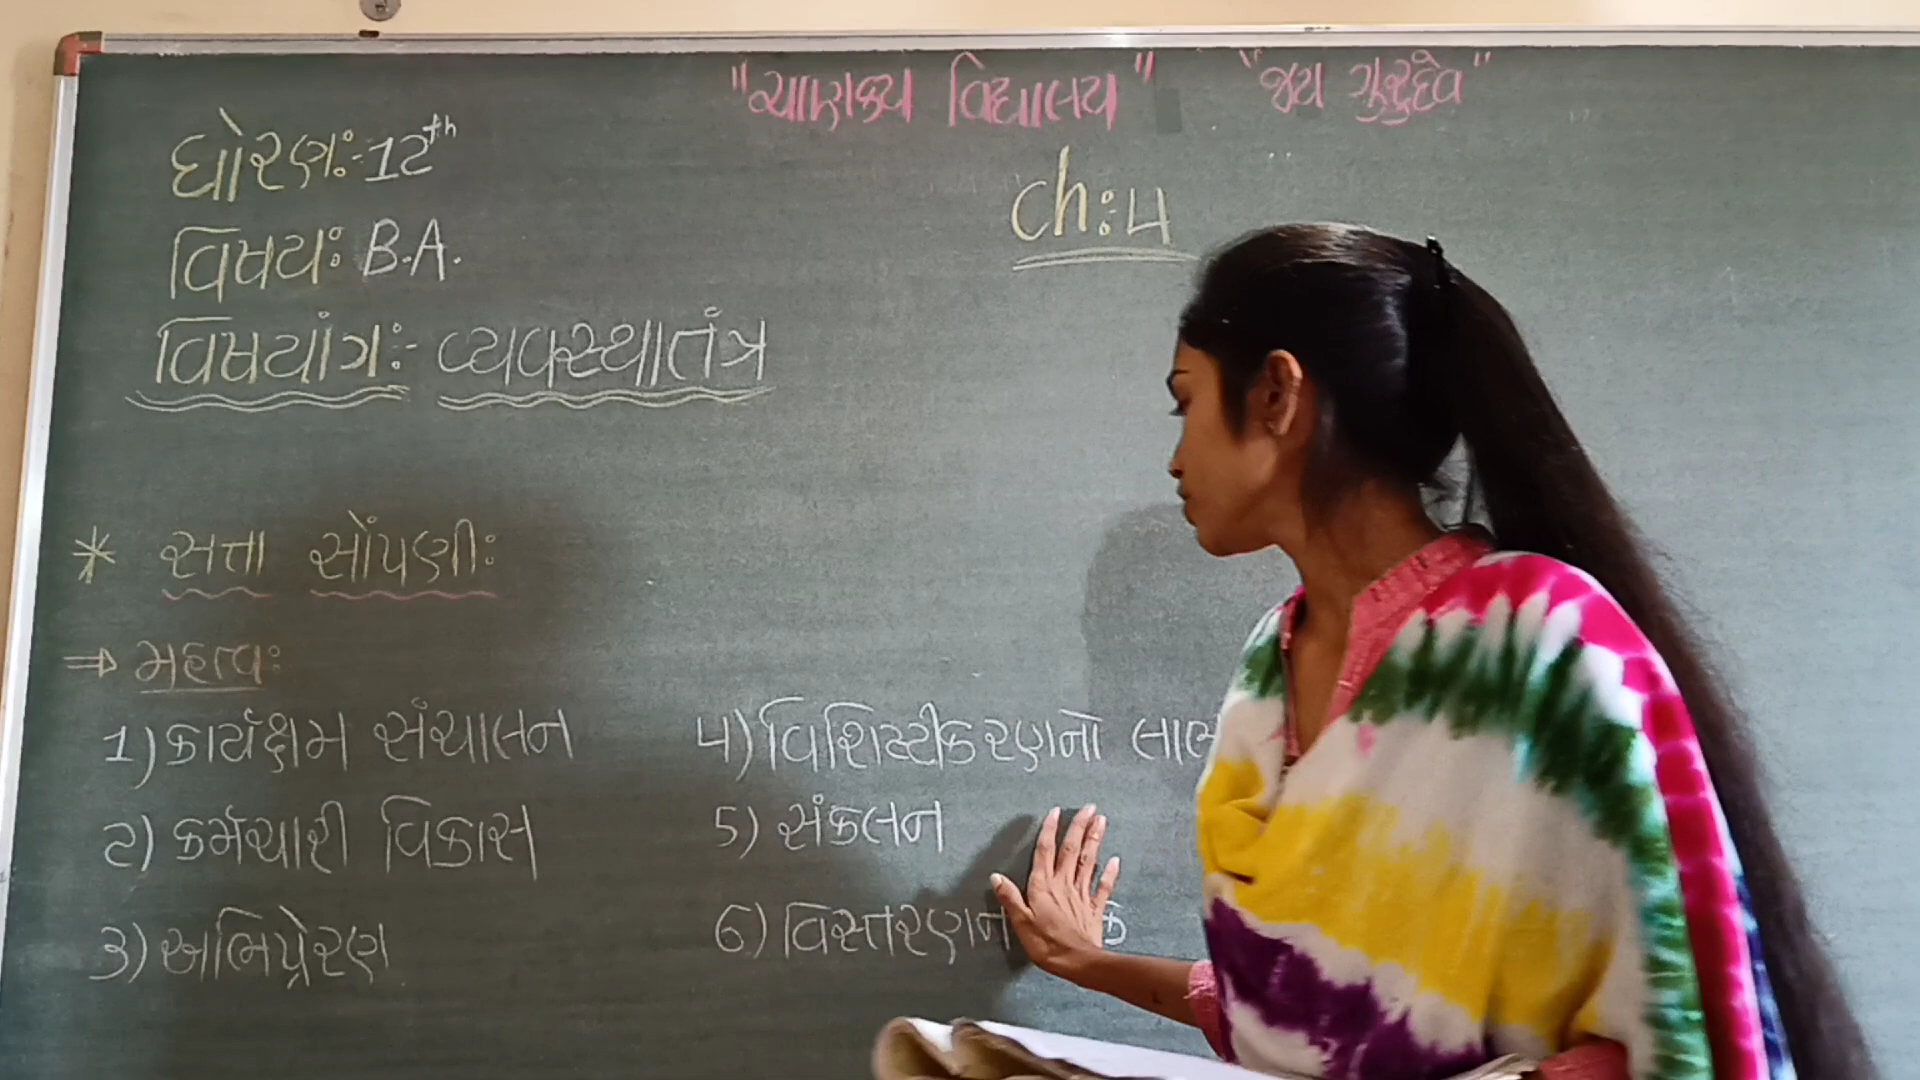 "ચાણક્ય વિદ્યાલય" "જય ગુરુદેવ"
ધોરણઃ-12th
Ch:-4
વિષયઃ B.A.
વિષયાંગઃ- વ્યવસ્થાતંત્ર
* સત્તા સોંપણીઃ
⇒ મહત્વઃ
1) કાર્યક્ષમ સંચાલન
2) કર્મચારી વિકાસ
3) અભિપ્રેરણ
4) વિશિષ્ટીકરણનો
5) સંકલન
6)